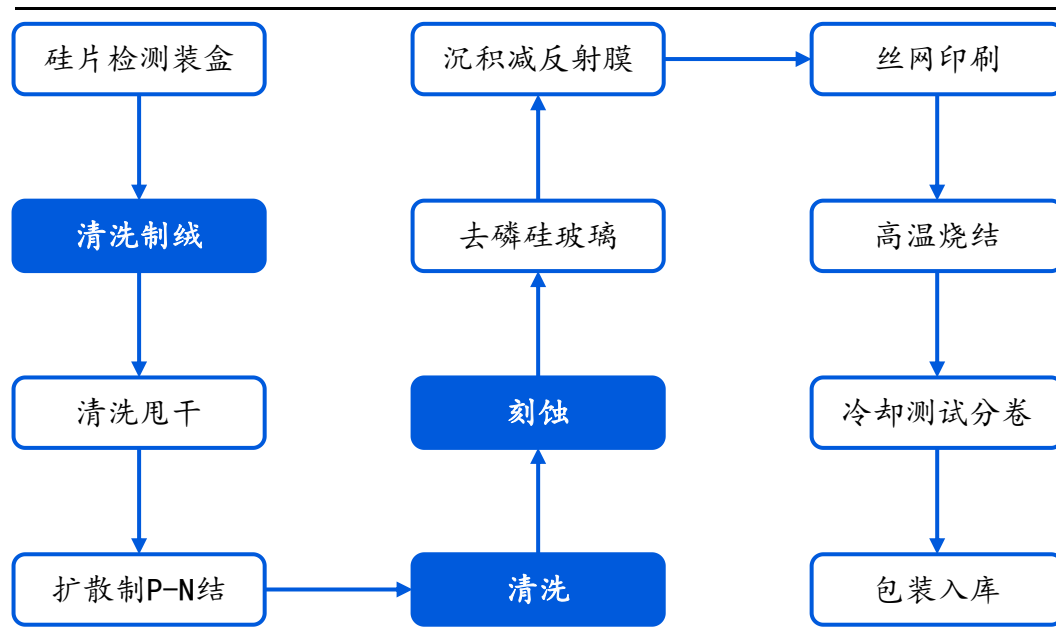 硅片检测装盒
清洗制绒
清洗甩干
扩散制P-N结
清洗
刻蚀
去磷硅玻璃
沉积减反射膜
丝网印刷
高温烧结
冷却测试分卷
包装入库